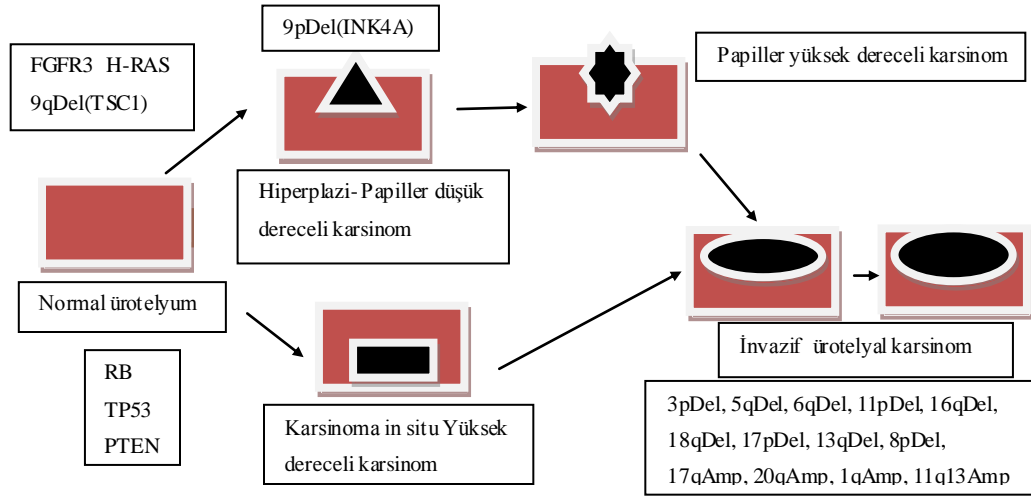 9pDel(INK4A)
FGFR3 H-RAS
9qDel(TSC1)
Papiller yüksek dereceli karsinom
Hiperplazi- Papiller düşük
dereceli karsinom
Normal ürotelyum
RB
TP53
PTEN
Karsinoma in situ Yüksek
dereceli karsinom
İnvazif ürotelyal karsinom
3pDel, 5qDel, 6qDel, 11pDel, 16qDel,
18qDel, 17pDel, 13qDel, 8pDel,
17qAmp, 20qAmp, 1qAmp, 11q13Amp